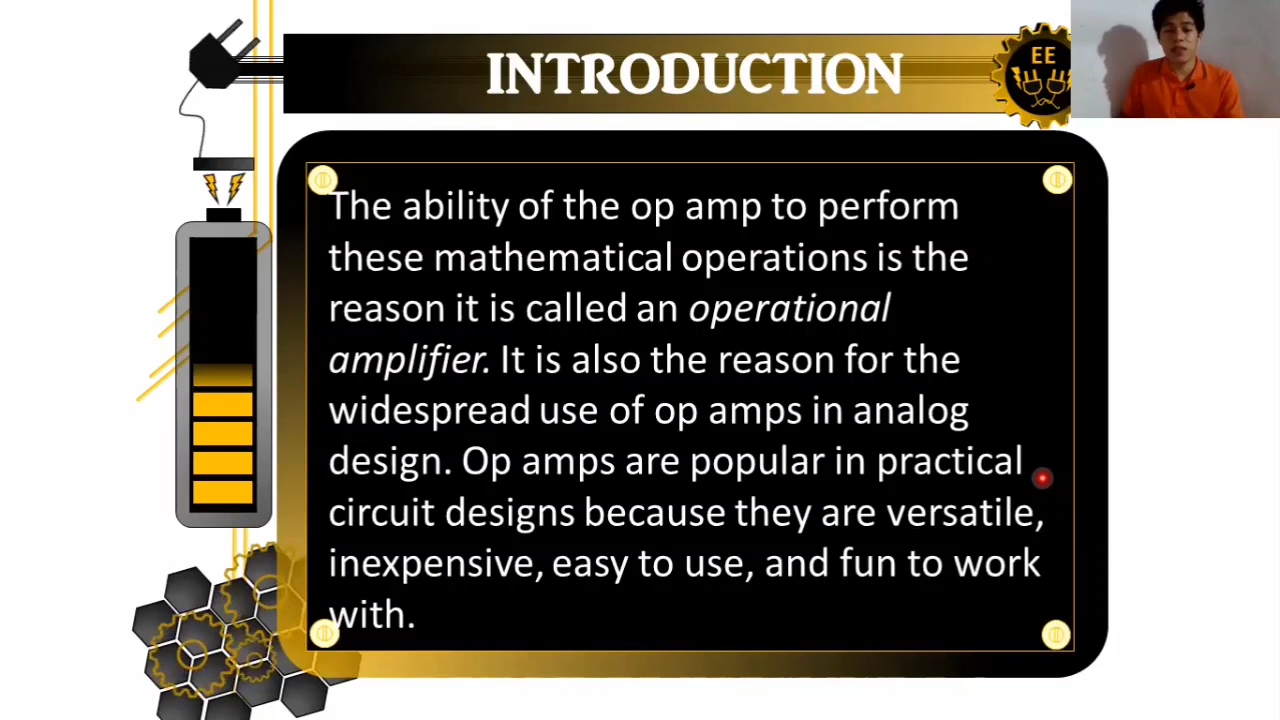 INTRODUCTION
EE
The ability of the op amp to perform
these mathematical operations is the
reason it is called an operational
amplifier. It is also the reason for the
widespread use of op amps in analog
design. Op amps are popular in practical
circuit designs because they are versatile,
inexpensive, easy to use, and fun to work
with.